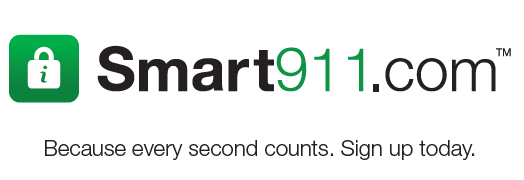 i
Smart911.com™
Because every second counts. Sign up today.